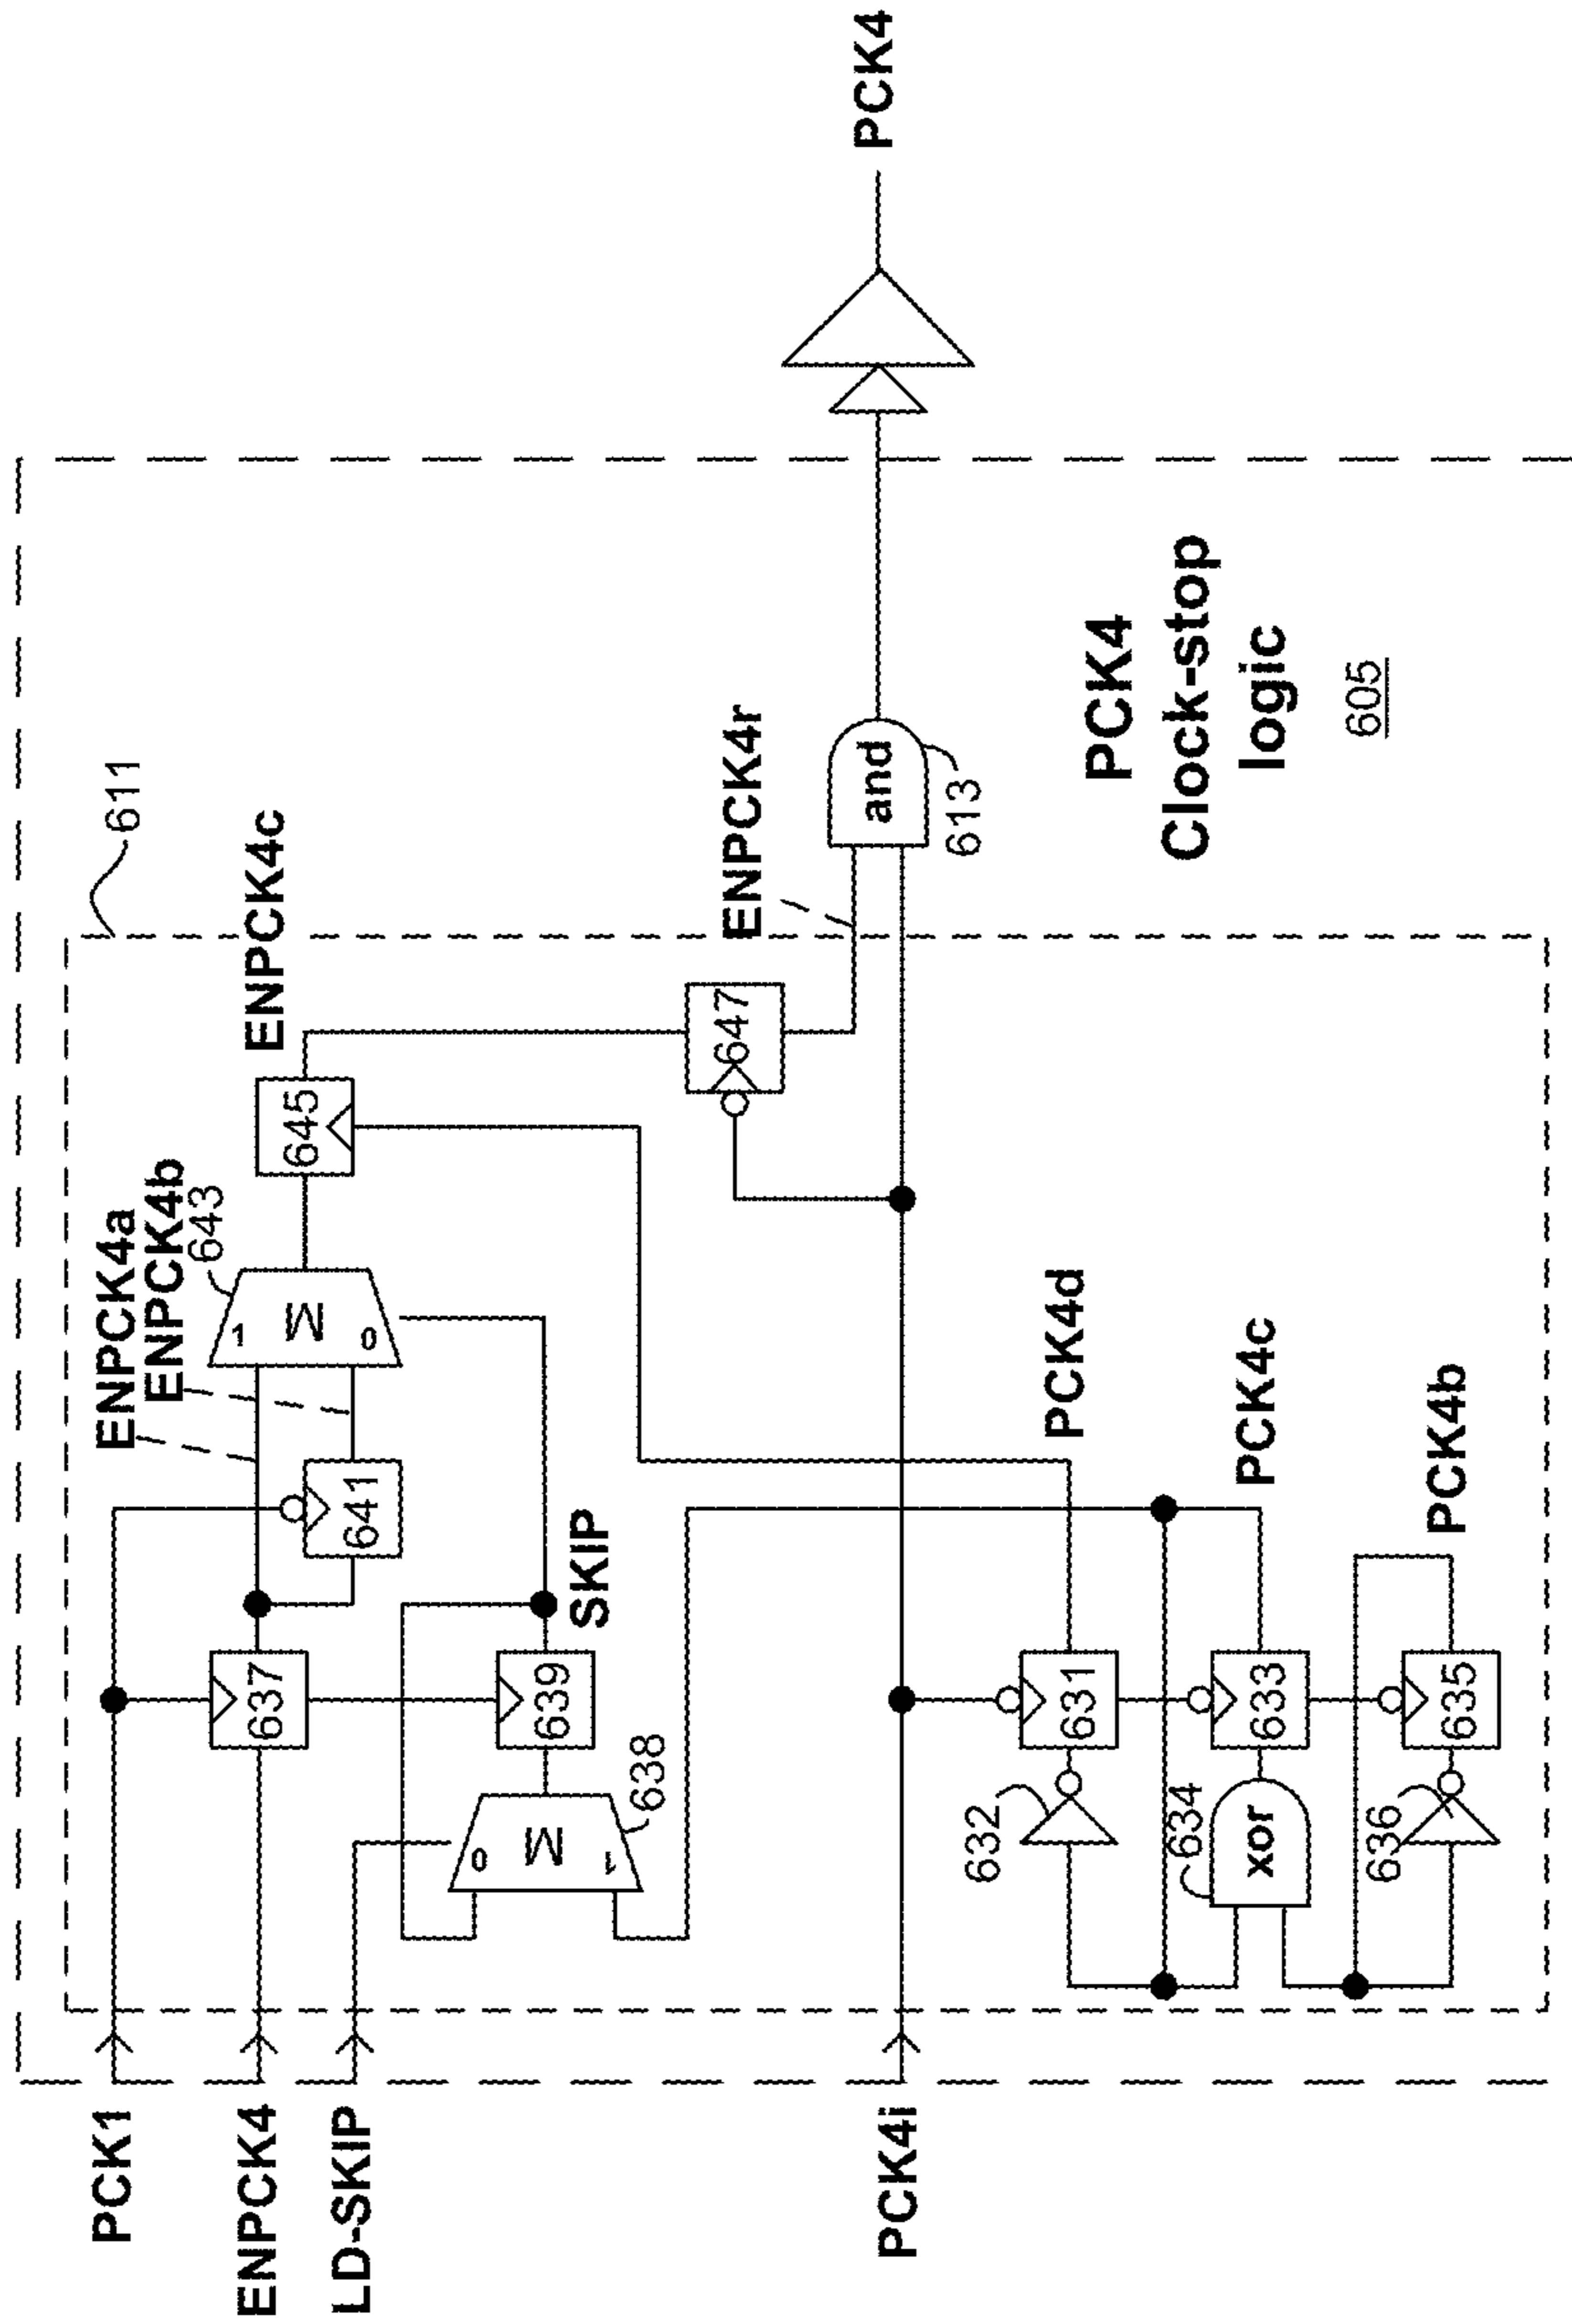 PCK1
ENPCK4
LD-SKIP
PCK4i
611
ENPCK4a
ENPCK4b
643
1
M
0
645
ENPCK4c
641
637
639
SKIP
0
M
1
638
647
ENPCK4r
and
613
PCK4
PCK4
Clock-stop
logic
605
PCK4d
631
632
PCK4c
633
634
xor
PCK4b
635
636